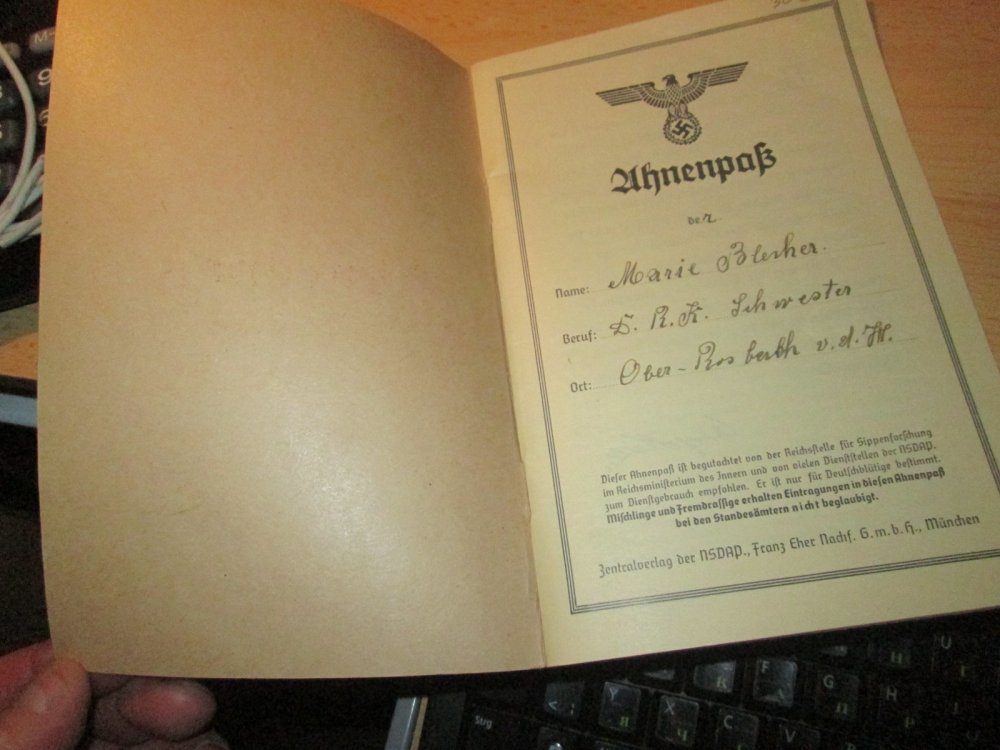 Ahnenpaß
der
Name: Marie Blecher.
Beruf: D. R. K. Schwester
Ort: Ober-Rosbach v. d. H.
Dieser Ahnenpaß ist begutachtet von der Reichsstelle für Sippenforschung
im Reichsministerium des Innern und von vielen Dienststellen der NSDAP.
zum Dienstgebrauch empfohlen. Er ist nur für Deutschblütige bestimmt.
Mischlinge und Fremdrassige erhalten Eintragungen in diesen Ahnenpaß
bei den Standesämtern nicht beglaubigt.
Zentralverlag der NSDAP., Franz Eher Nachf. G. m. b. H., München
F G H U
Strg < X C V